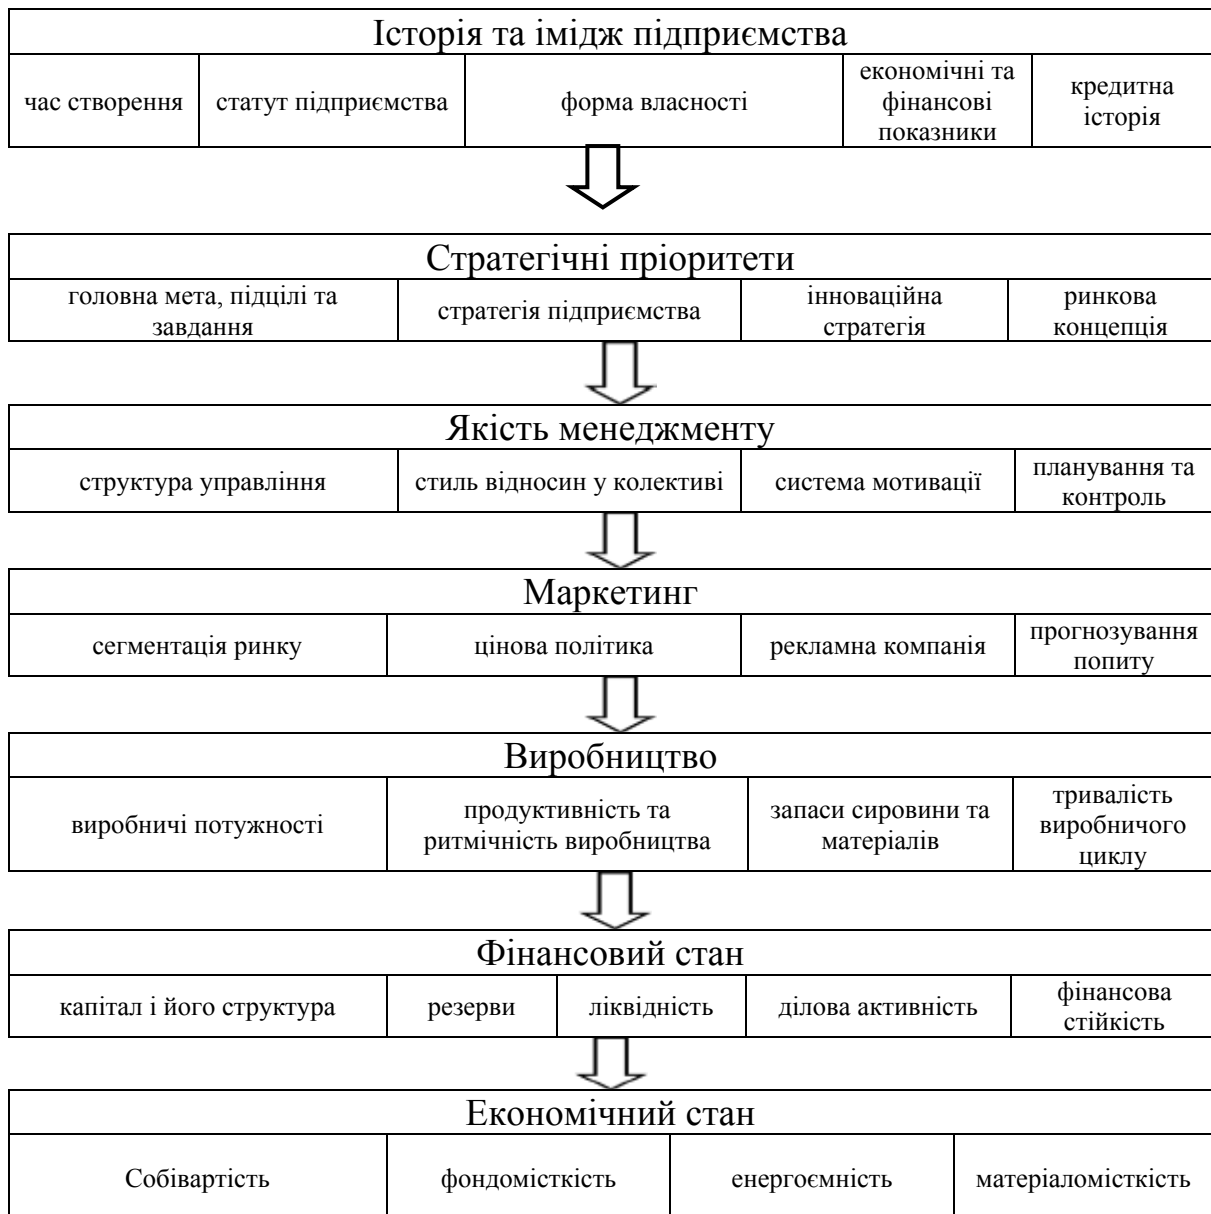 Історія та імідж підприємства
час створення
статут підприємства
форма власності
економічні та
фінансові
показники
кредитна
історія
Стратегічні пріоритети
головна мета, підцілі та
завдання
стратегія підприємства
інноваційна
стратегія
ринкова
концепція
Якість менеджменту
структура управління
стиль відносин у колективі
система мотивації
планування та
контроль
Маркетинг
сегментація ринку
цінова політика
рекламна компанія
прогнозування
попиту
Виробництво
виробничі потужності
продуктивність та
ритмічність виробництва
запаси сировини та
матеріалів
тривалість
виробничого
циклу
Фінансовий стан
капітал і його структура
резерви
ліквідність
ділова активність
фінансова
стійкість
Економічний стан
Собівартість
фондомісткість
енергоємність
матеріаломісткість